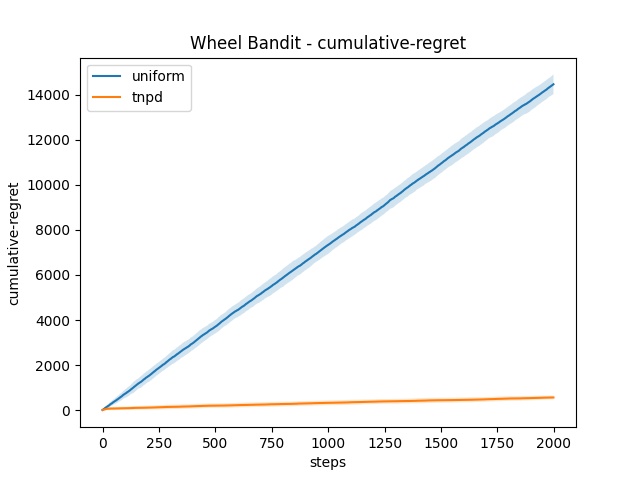 Wheel Bandit - cumulative-regret
uniform
tnpd
cumulative-regret
14000
12000
10000
8000
6000
4000
2000
0
0 250 500 750 1000 1250 1500 1750 2000
steps